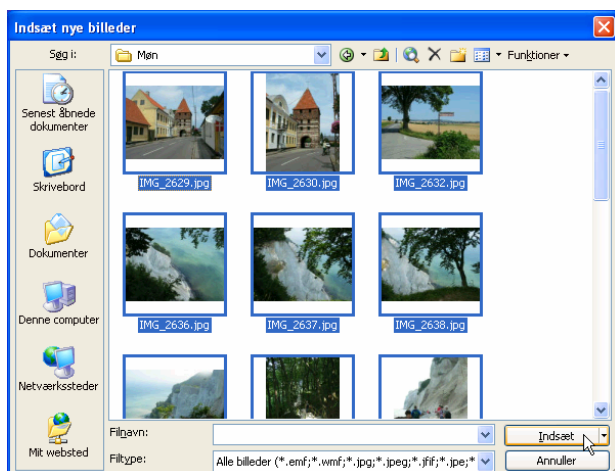 Indsæt nye billeder
Søg i:
Møn
Funktioner
Senest åbnede
dokumenter
Skrivebord
Dokumenter
Denne computer
Netværkssteder
Mit websted
IMG_2629.jpg
IMG_2630.jpg
IMG_2632.jpg
IMG_2636.jpg
IMG_2637.jpg
IMG_2638.jpg
Filnavn:
Indsæt
Filtype:
Alle billeder (*.emf;*.wmf;*.jpg;*.jpeg;*.jfif;*.jpe;*
Annuller